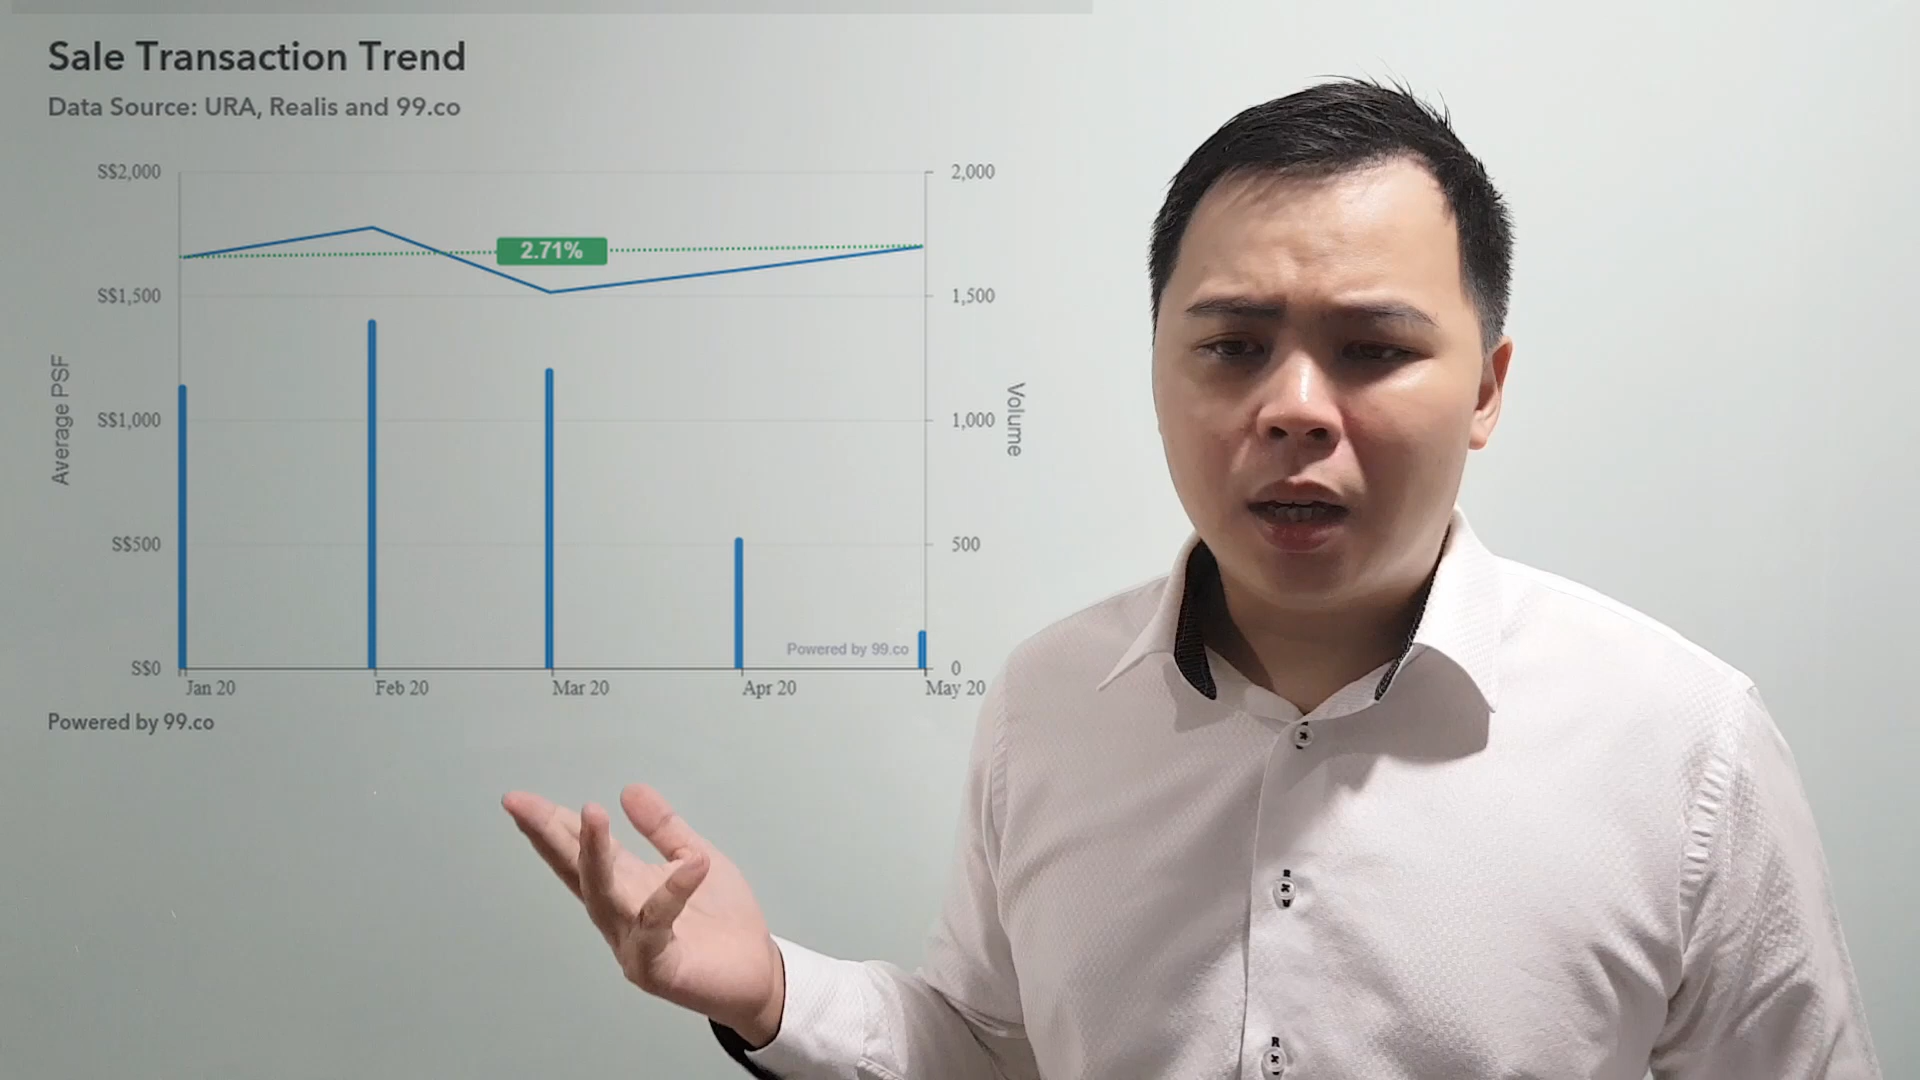 Sale Transaction Trend
Data Source: URA, Realis and 99.co
S$2,000
2,000
2.71%
S$1,500
1,500
Average PSF
S$1,000
1,000
Volume
S$500
500
Powered by 99.co
S$0
0
Jan 20
Feb 20
Mar 20
Apr 20
May 20
Powered by 99.co